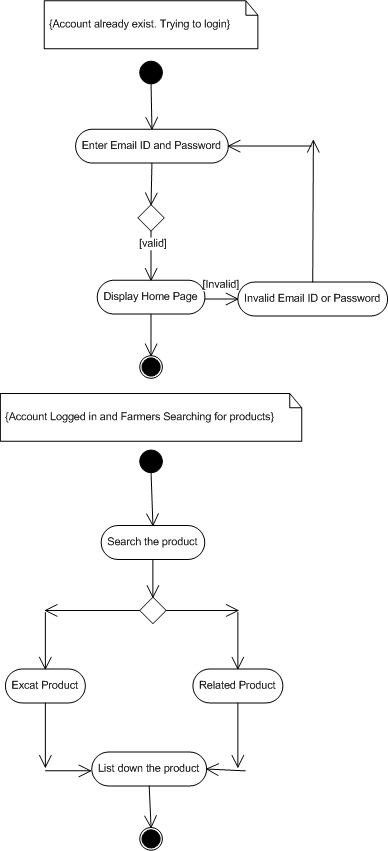 {Account already exist. Trying to login}
Enter Email ID and Password
[valid]
Display Home Page
[Invalid]
Invalid Email ID or Password
{Account Logged in and Farmers Searching for products}
Search the product
Excat Product
Related Product
List down the product